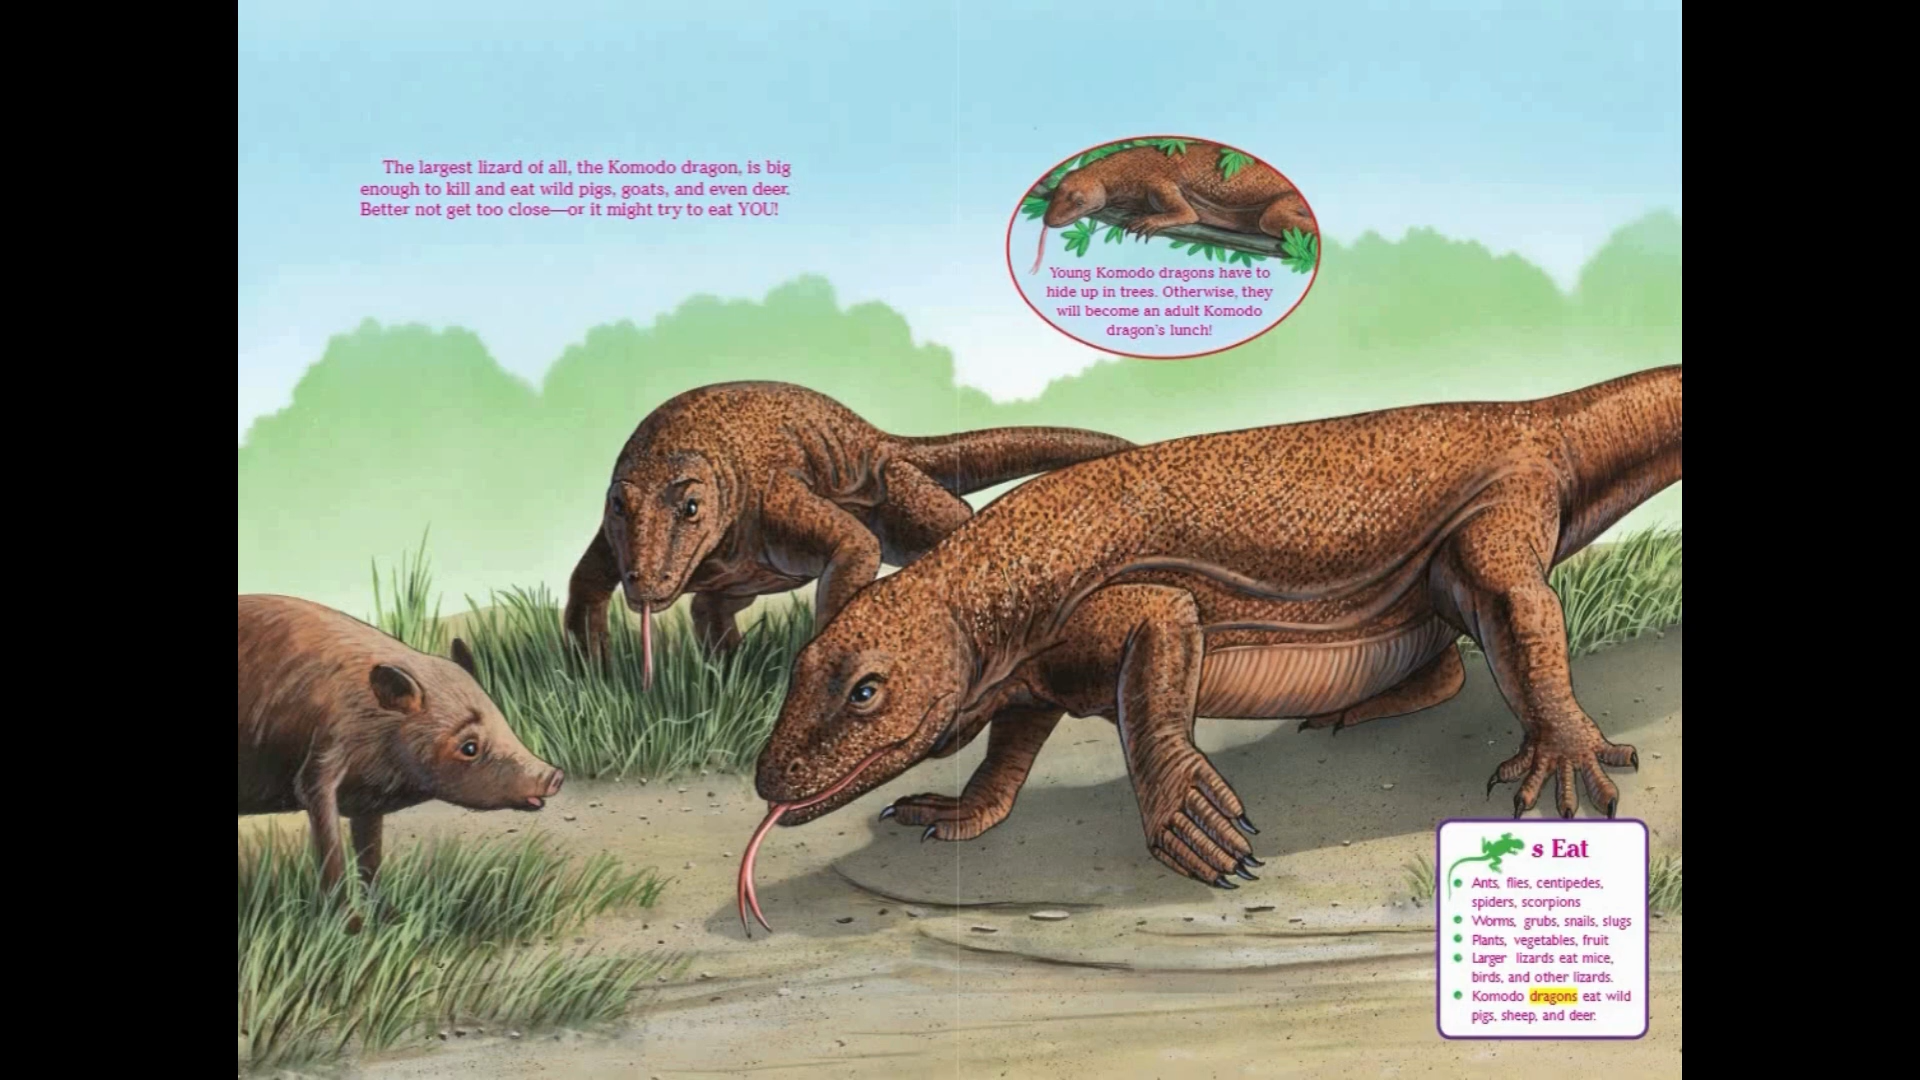 The largest lizard of all, the Komodo dragon, is big
enough to kill and eat wild pigs, goats, and even deer.
Better not get too close—or it might try to eat YOU!
Young Komodo dragons have to
hide up in trees. Otherwise, they
will become an adult Komodo
dragon's lunch!
s Eat
Ants, flies, centipedes,
spiders, scorpions
Worms, grubs, snails, slugs
Plants, vegetables, fruit
Larger lizards eat mice,
birds, and other lizards.
Komodo dragons eat wild
pigs, sheep, and deer.